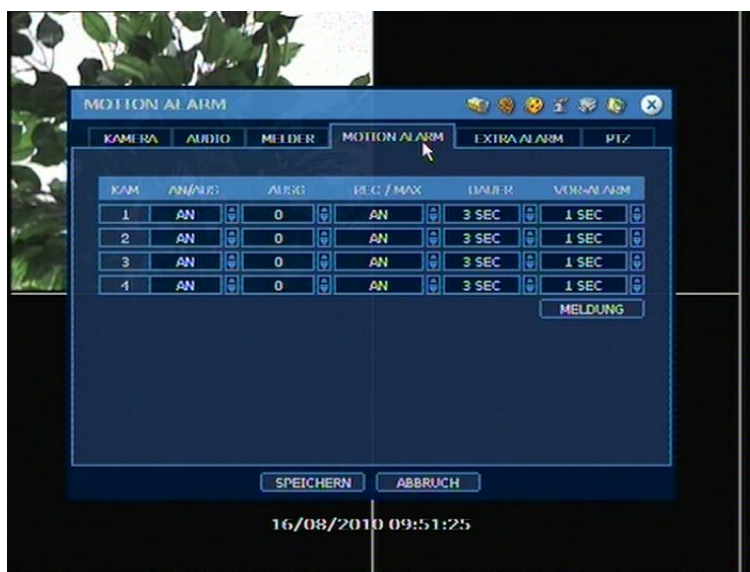 MOTION ALARM
KAMERA AUDIO MELDER MOTION ALARM EXTRA ALARM PTZ
KAM AN/AUS AUSG REC / MAX DAUER VOR-ALARM
1 AN 0 AN 3 SEC 1 SEC
2 AN 0 AN 3 SEC 1 SEC
3 AN 0 AN 3 SEC 1 SEC
4 AN 0 AN 3 SEC 1 SEC
MELDUNG
SPEICHERN ABBRUCH
16/08/2010 09:51:25